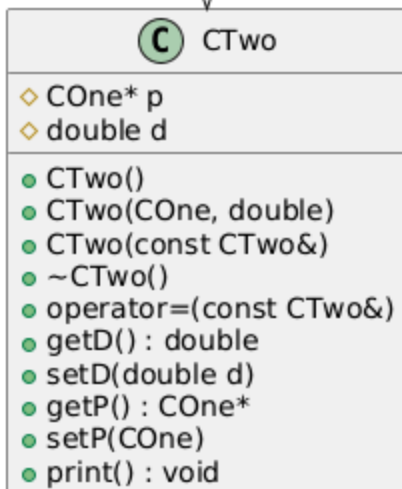 C CTwo
COne* p
double d
CTwo()
CTwo(COne, double)
CTwo(const CTwo&)
~CTwo()
operator=(const CTwo&)
getD() : double
setD(double d)
getP() : COne*
setP(COne)
print() : void